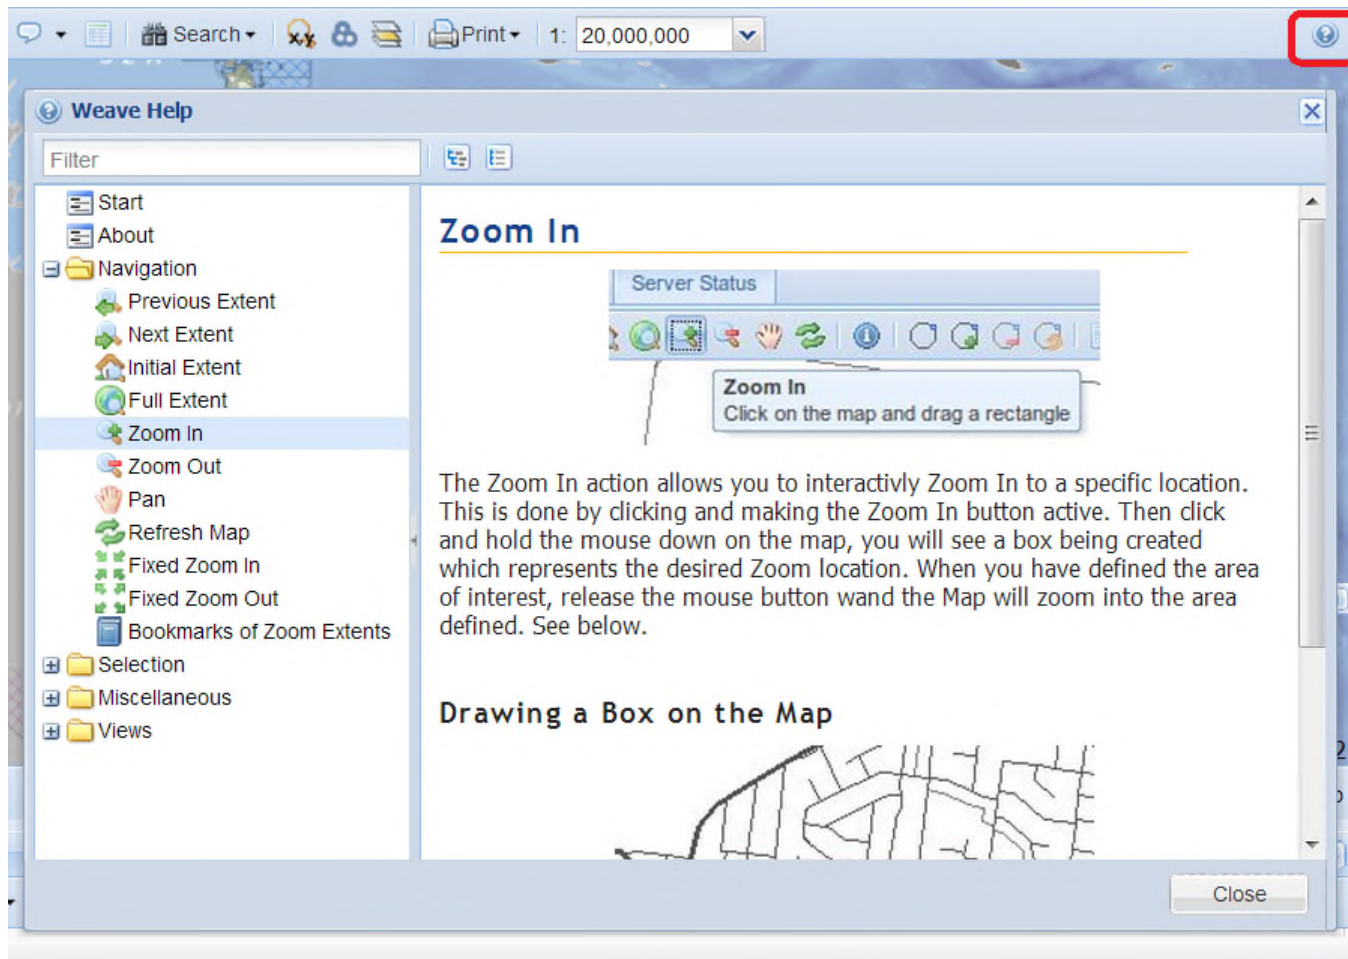 Search
x,y
Print
1: 20,000,000
Weave Help
Filter
Start
About
Navigation
Previous Extent
Next Extent
Initial Extent
Full Extent
Zoom In
Zoom Out
Pan
Refresh Map
Fixed Zoom In
Fixed Zoom Out
Bookmarks of Zoom Extents
Selection
Miscellaneous
Views
Zoom In
Server Status
Zoom In
Click on the map and drag a rectangle
The Zoom In action allows you to interactivly Zoom In to a specific location.
This is done by clicking and making the Zoom In button active. Then click
and hold the mouse down on the map, you will see a box being created
which represents the desired Zoom location. When you have defined the area
of interest, release the mouse button wand the Map will zoom into the area
defined. See below.
Drawing a Box on the Map
Close